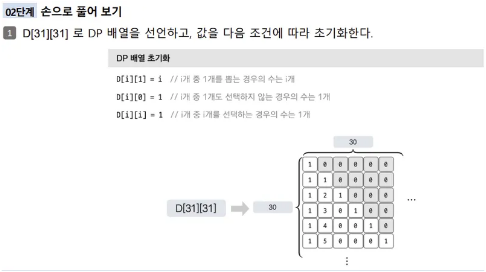 02단계 손으로 풀어 보기
1 D[31][31] 로 DP 배열을 선언하고, 값을 다음 조건에 따라 초기화한다.
DP 배열 초기화
D[i][1] = i // i개 중 1개를 뽑는 경우의 수는 i개
D[i][0] = 1 // i개 중 1개도 선택하지 않는 경우의 수는 1개
D[i][i] = 1 // i개 중 i개를 선택하는 경우의 수는 1개
30
D[31][31]
30
1 0 0 0 0 0
1 1 0 0 0 0
1 2 1 0 0 0
1 3 0 1 0 0
1 4 0 0 1 0
1 5 0 0 0 1
...
⋮